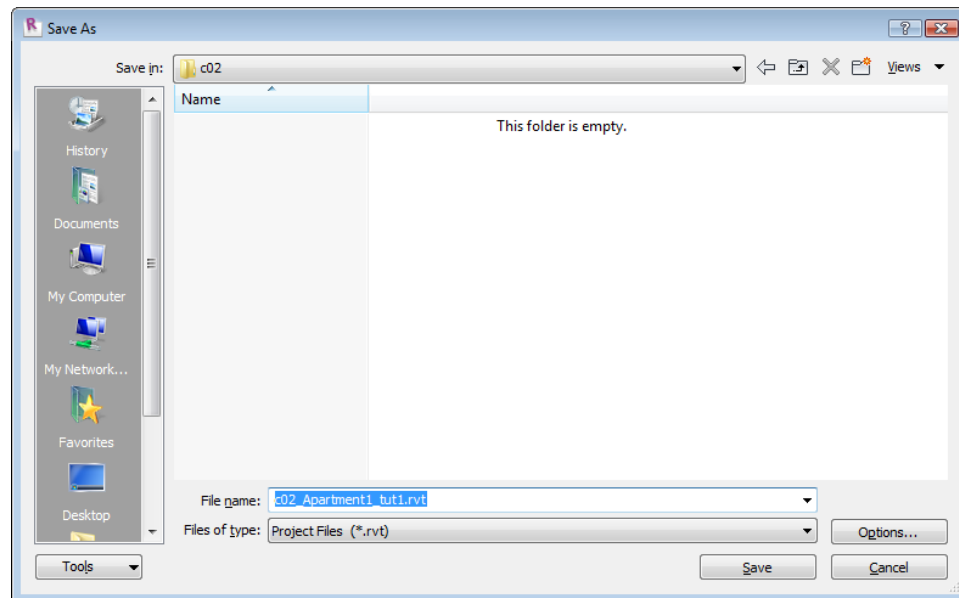 R Save As
Save in: c02 Views
Name
This folder is empty.
History
Documents
My Computer
My Network...
Favorites
Desktop
File name: c02_Apartment1_tut1.rvt
Files of type: Project Files (*.rvt) Options...
Tools Save Cancel